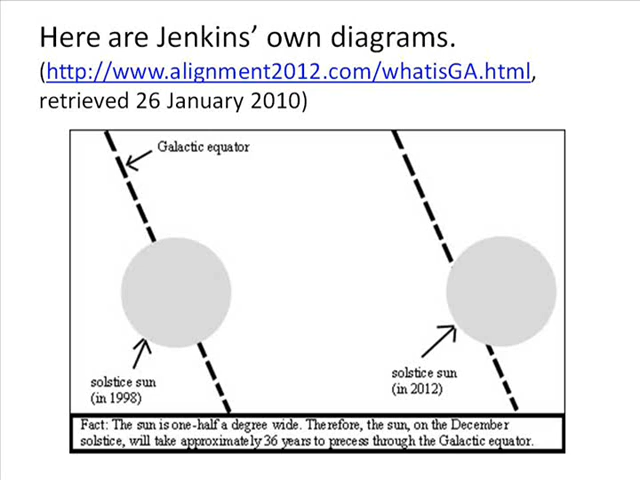 Here are Jenkins’ own diagrams.
(http://www.alignment2012.com/whatisGA.html,
retrieved 26 January 2010)
Galactic equator
solstice sun
(in 1998)
solstice sun
(in 2012)
Fact: The sun is one-half a degree wide. Therefore, the sun, on the December
solstice, will take approximately 36 years to precess through the Galactic equator.